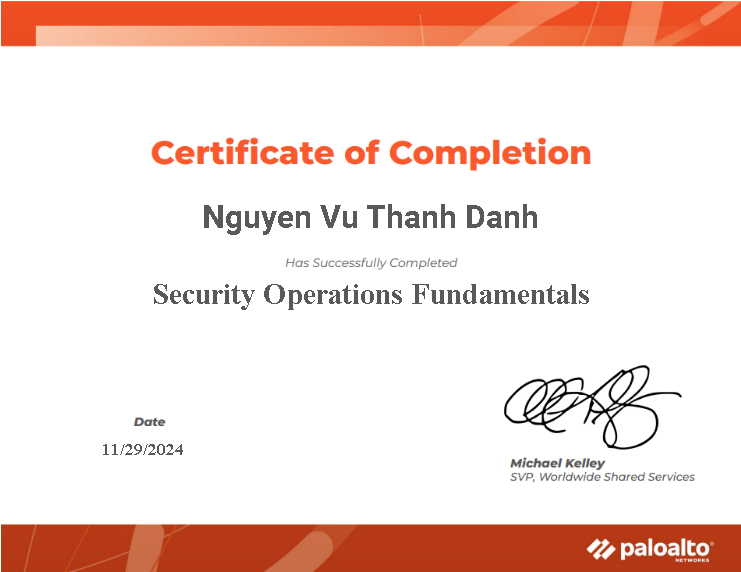 Certificate of Completion
Nguyen Vu Thanh Danh
Has Successfully Completed
Security Operations Fundamentals
Date
11/29/2024
Michael Kelley
SVP, Worldwide Shared Services
paloalto®
NETWORKS